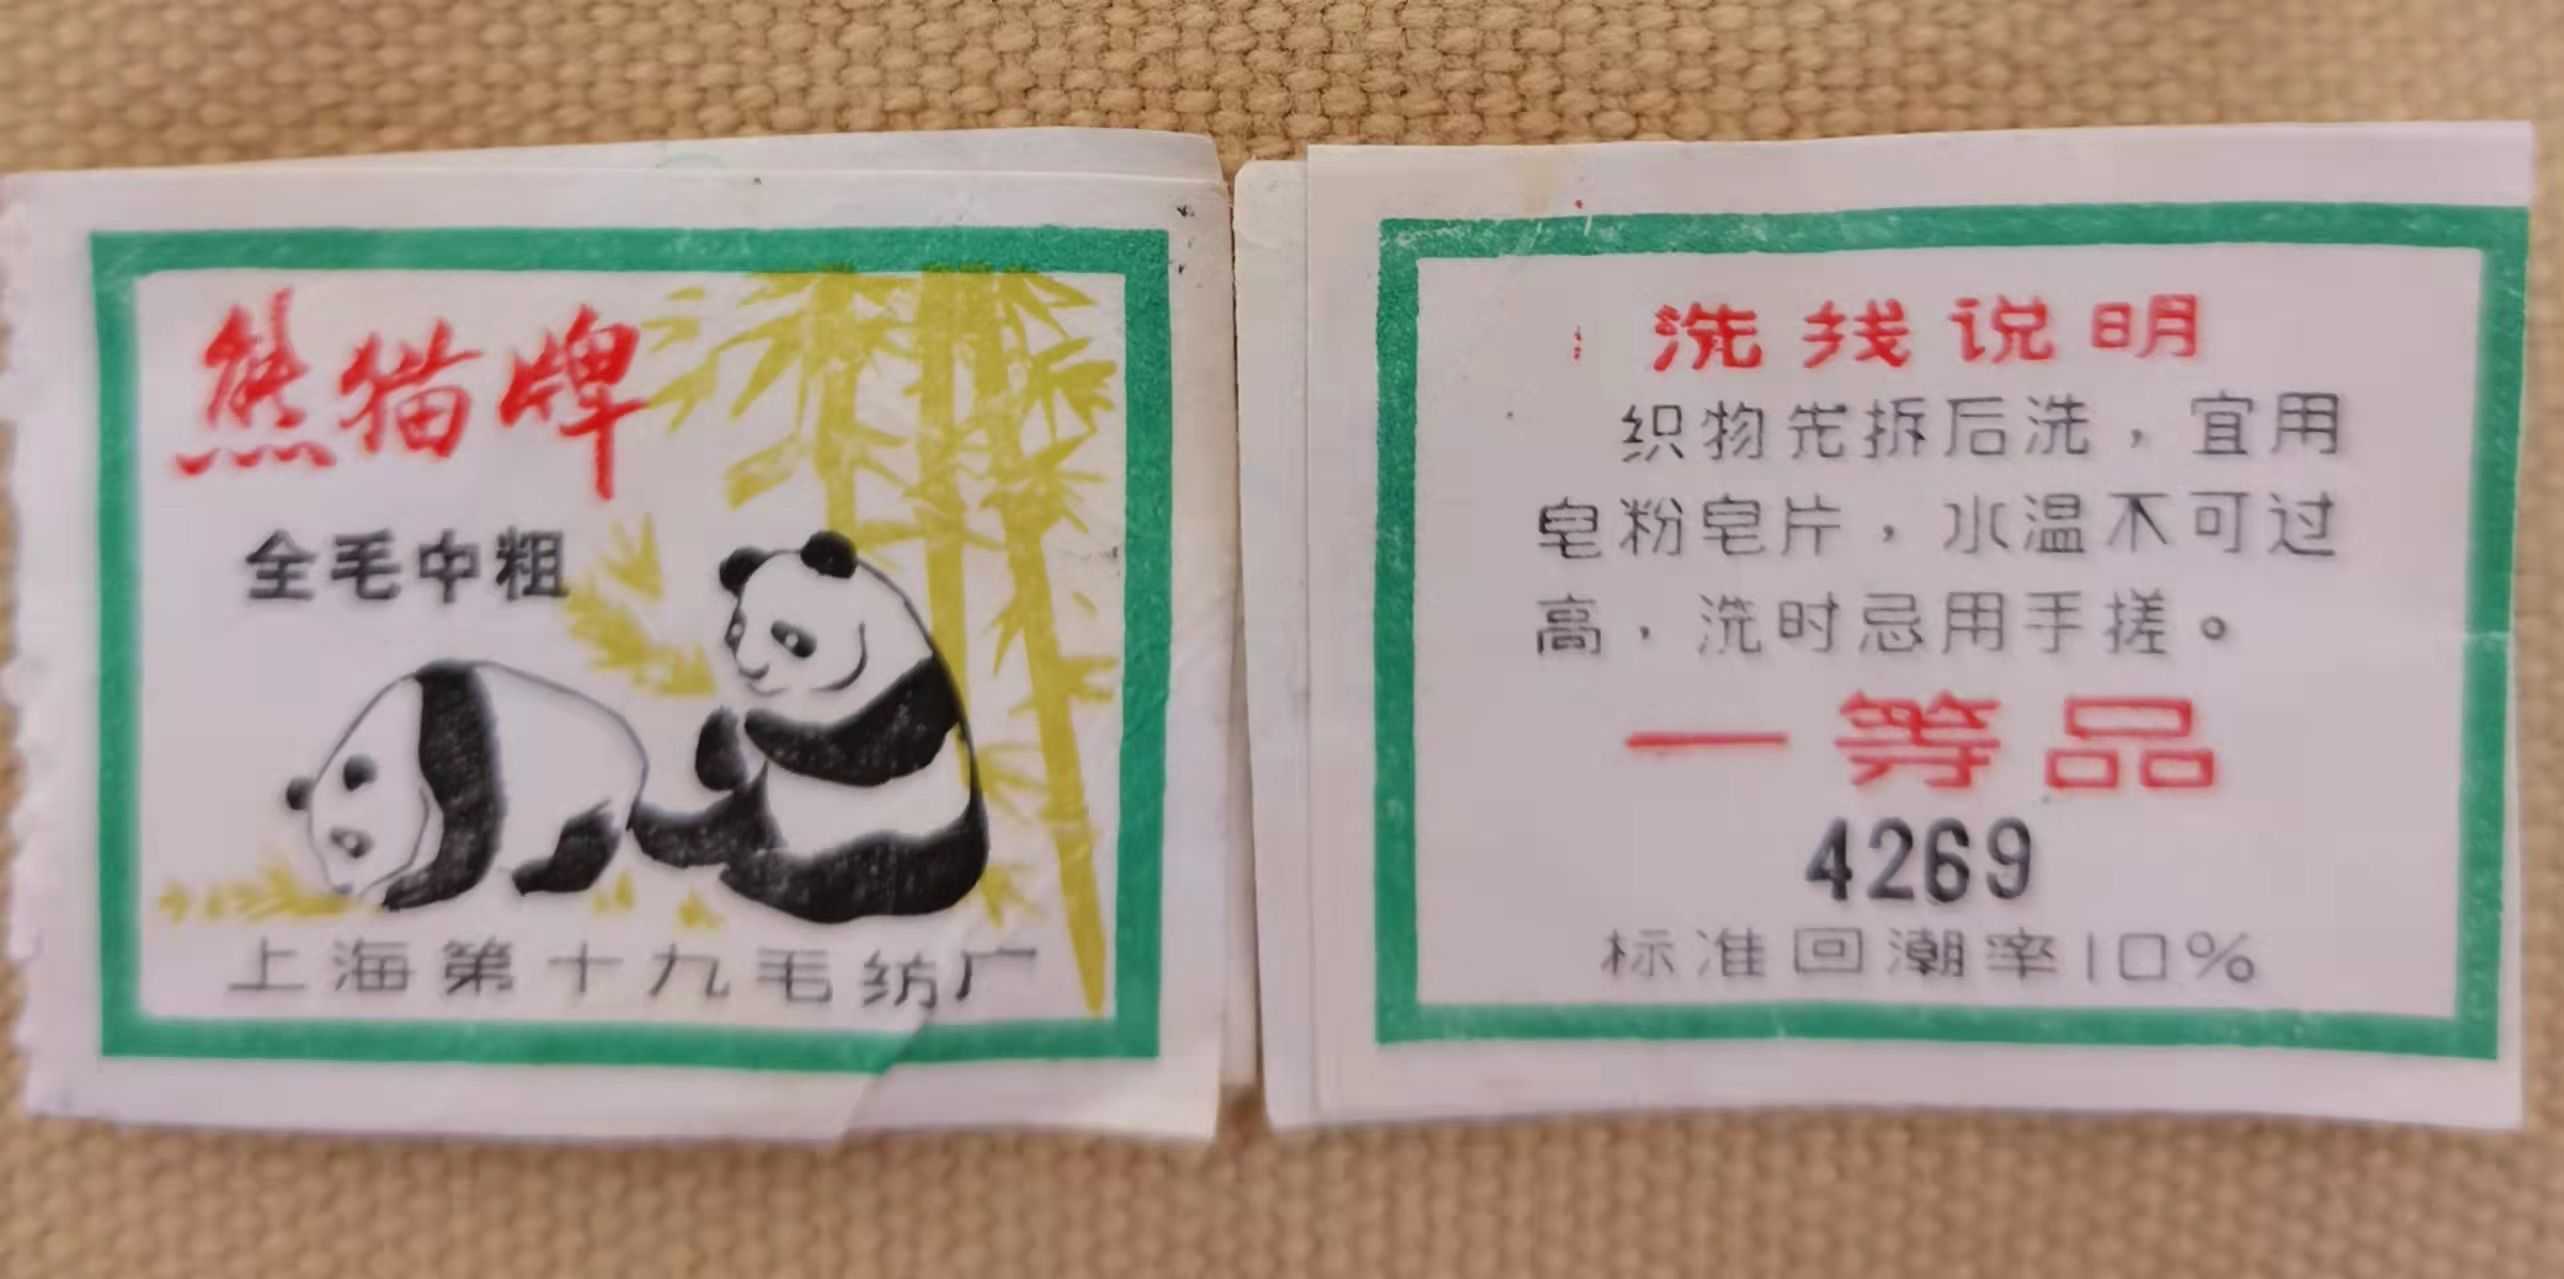 熊猫牌
全毛中粗
上海第十九毛纺厂
洗找说明
织物先拆后洗，宜用
皂粉皂片，水温不可过
高，洗时忌用手搓。
一等品
4269
标准回潮率10%